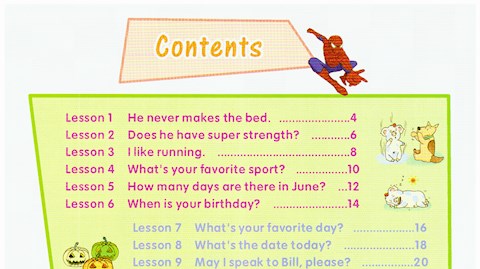 Contents
Lesson 1 He never makes the bed. .....................4
Lesson 2 Does he have super strength? ............6
Lesson 3 I like running. .....................................8
Lesson 4 What's your favorite sport? ...............10
Lesson 5 How many days are there in June? ...12
Lesson 6 When is your birthday? ...................14
Lesson 7 What's your favorite day? ...................16
Lesson 8 What's the date today? ....................18
Lesson 9 May I speak to Bill, please? ...............20